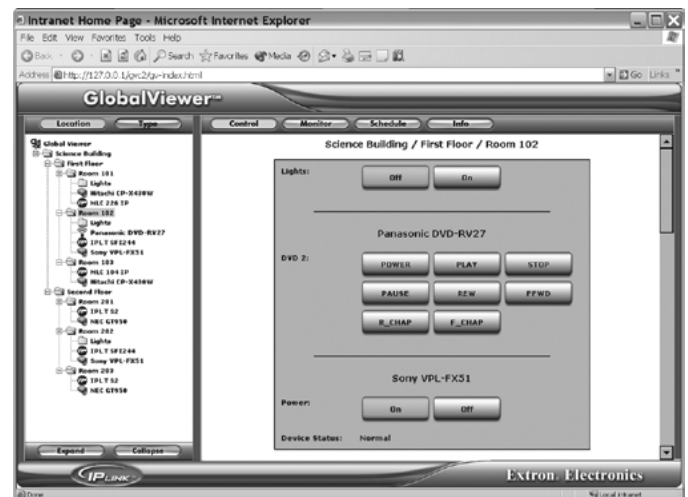 Intranet Home Page - Microsoft Internet Explorer
File Edit View Favorites Tools Help
Back Search Favorites Media
Address http://127.0.0.1/gvc2/gv-index.html Go Links
GlobalViewer™
Location Type Control Monitor Schedule Info
Global Viewer
Science Building
First Floor
Room 101
Lights
Hitachi CP-X430W
MLC 226 IP
Room 102
Lights
Panasonic DVD-RV27
IPL T SFI244
Sony VPL-FX51
Room 103
MLC 104 IP
Hitachi CP-X430W
Second Floor
Room 201
IPL T S2
NEC GT950
Room 202
Lights
IPL T SFI244
Sony VPL-FX51
Room 203
IPL T S2
NEC GT950
Expand Collapse
Science Building / First Floor / Room 102
Lights: Off On
Panasonic DVD-RV27
DVD 2: POWER PLAY STOP
PAUSE REW FFWD
R_CHAP F_CHAP
Sony VPL-FX51
Power: On Off
Device Status: Normal
IPLINK Extron Electronics
Done Local intranet